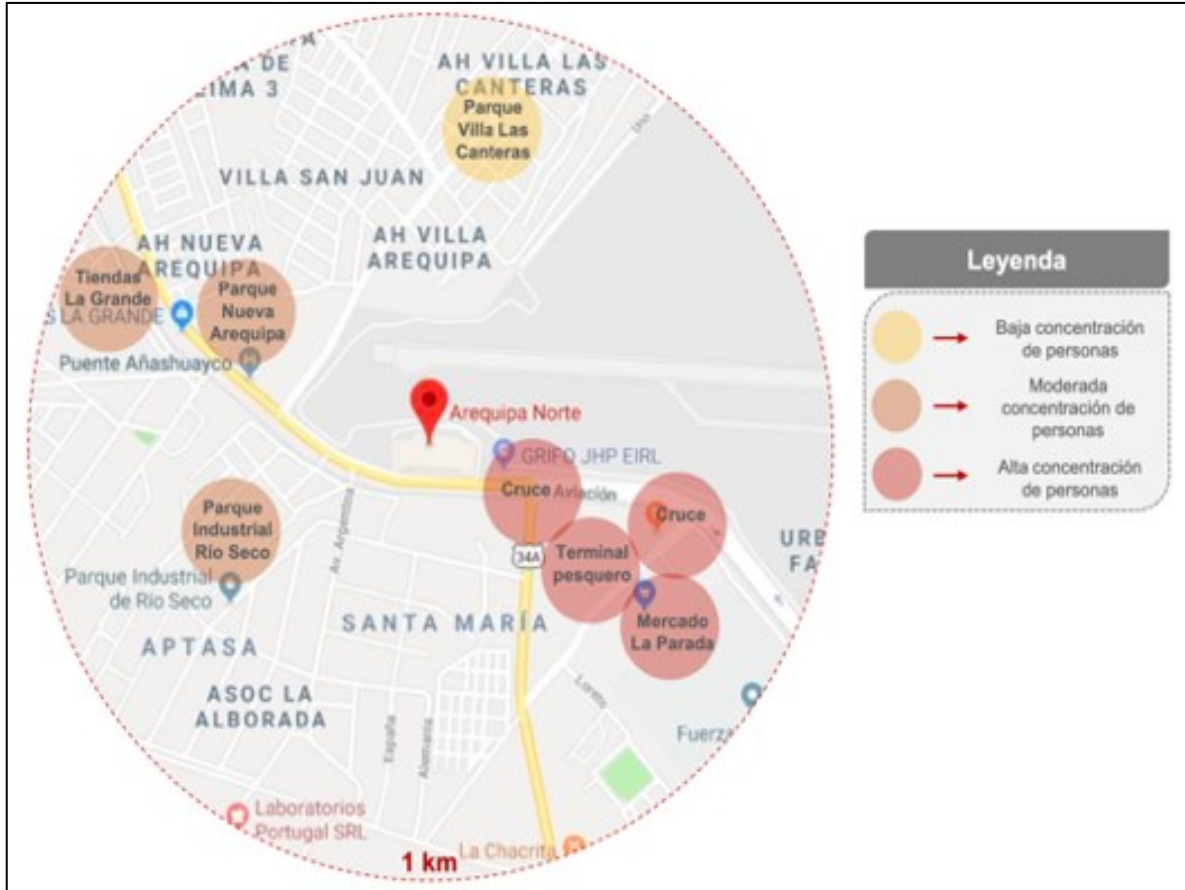 DE
LIMA 3
AH VILLA LAS
CANTERAS
Parque
Villa Las
Canteras
Uno
VILLA SAN JUAN
AH VILLA
AREQUIPA
AH NUEVA
AREQUIPA
Tiendas
La Grande
S LA GRANDE
Parque
Nueva
Arequipa
Puente Añashuayco
Arequipa Norte
GRIFO JHP EIRL
Cruce
Aviación
Cruce
34A
Terminal
pesquero
URB
FA
Parque
Industrial
Río Seco
Av. Argentina
Parque Industrial
de Río Seco
SANTA MARÍA
Mercado
La Parada
APTASA
ASOC LA
ALBORADA
España
Alemania
Loreto
Fuerza
Laboratorios
Portugal SRL
La Chacrita
1 km
Leyenda
Baja concentración
de personas
Moderada
concentración de
personas
Alta concentración
de personas